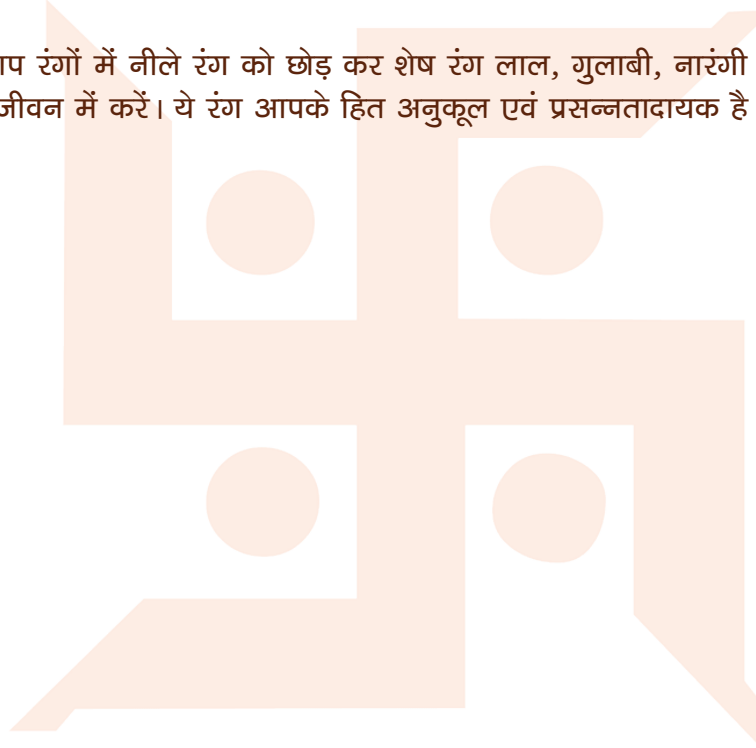 रंगों में नीले रंग को छोड़ कर शेष रंग लाल, गुलाबी, नारंगी
जीवन में करें। ये रंग आपके हित अनुकूल एवं प्रसन्नतादायक है